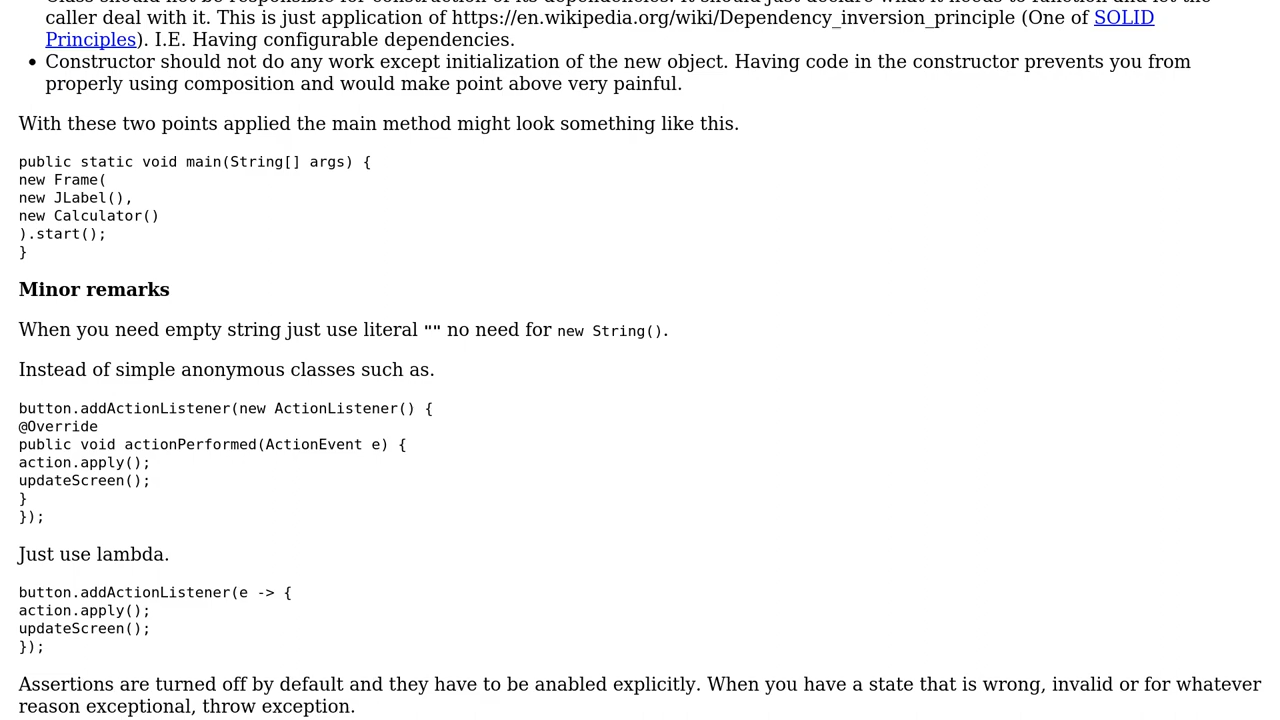 caller deal with it. This is just application of https://en.wikipedia.org/wiki/Dependency_inversion_principle (One of SOLID
Principles). I.E. Having configurable dependencies.
• Constructor should not do any work except initialization of the new object. Having code in the constructor prevents you from
properly using composition and would make point above very painful.
With these two points applied the main method might look something like this.
public static void main(String[] args) {
new Frame(
new JLabel(),
new Calculator()
).start();
}
Minor remarks
When you need empty string just use literal "" no need for new String().
Instead of simple anonymous classes such as.
button.addActionListener(new ActionListener() {
@Override
public void actionPerformed(ActionEvent e) {
action.apply();
updateScreen();
}
});
Just use lambda.
button.addActionListener(e -> {
action.apply();
updateScreen();
});
Assertions are turned off by default and they have to be anabled explicitly. When you have a state that is wrong, invalid or for whatever
reason exceptional, throw exception.